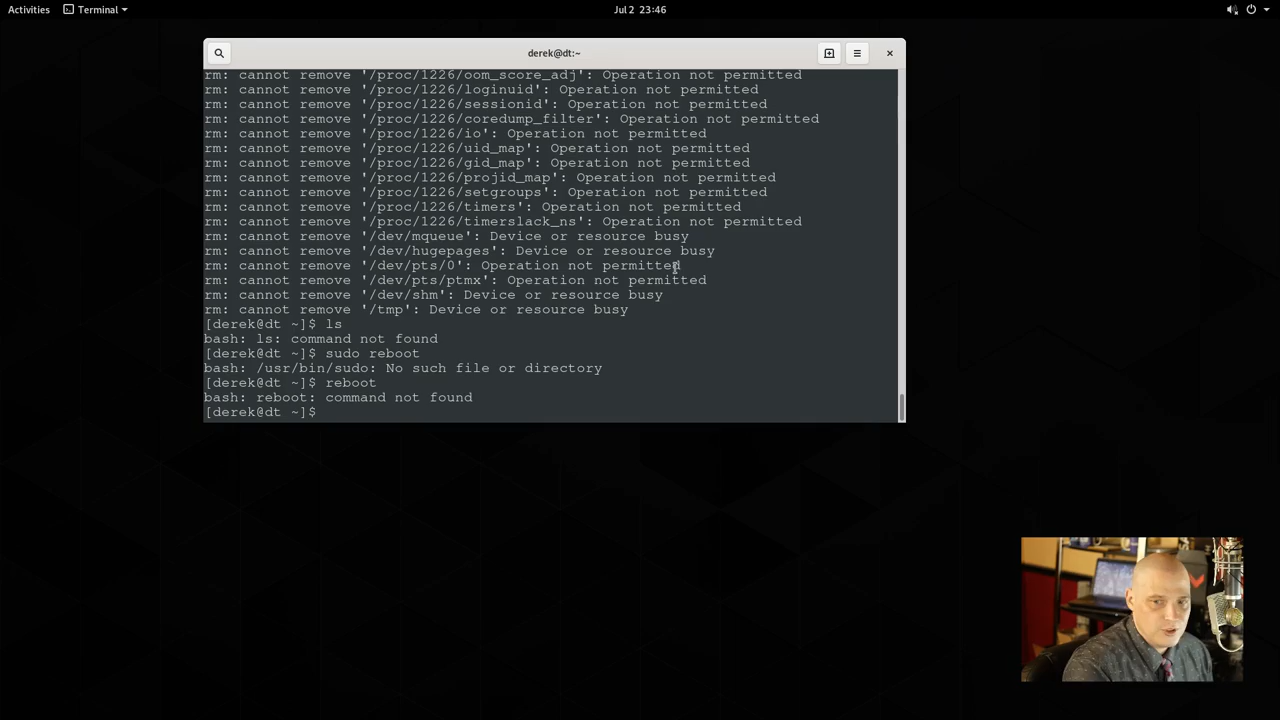 Activities
Terminal
Jul 2 23:46
derek@dt:~
rm: cannot remove '/proc/1226/oom_score_adj': Operation not permitted
rm: cannot remove '/proc/1226/loginuid': Operation not permitted
rm: cannot remove '/proc/1226/sessionid': Operation not permitted
rm: cannot remove '/proc/1226/coredump_filter': Operation not permitted
rm: cannot remove '/proc/1226/io': Operation not permitted
rm: cannot remove '/proc/1226/uid_map': Operation not permitted
rm: cannot remove '/proc/1226/gid_map': Operation not permitted
rm: cannot remove '/proc/1226/projid_map': Operation not permitted
rm: cannot remove '/proc/1226/setgroups': Operation not permitted
rm: cannot remove '/proc/1226/timers': Operation not permitted
rm: cannot remove '/proc/1226/timerslack_ns': Operation not permitted
rm: cannot remove '/dev/mqueue': Device or resource busy
rm: cannot remove '/dev/hugepages': Device or resource busy
rm: cannot remove '/dev/pts/0': Operation not permitted
rm: cannot remove '/dev/pts/ptmx': Operation not permitted
rm: cannot remove '/dev/shm': Device or resource busy
rm: cannot remove '/tmp': Device or resource busy
[derek@dt ~]$ ls
bash: ls: command not found
[derek@dt ~]$ sudo reboot
bash: /usr/bin/sudo: No such file or directory
[derek@dt ~]$ reboot
bash: reboot: command not found
[derek@dt ~]$